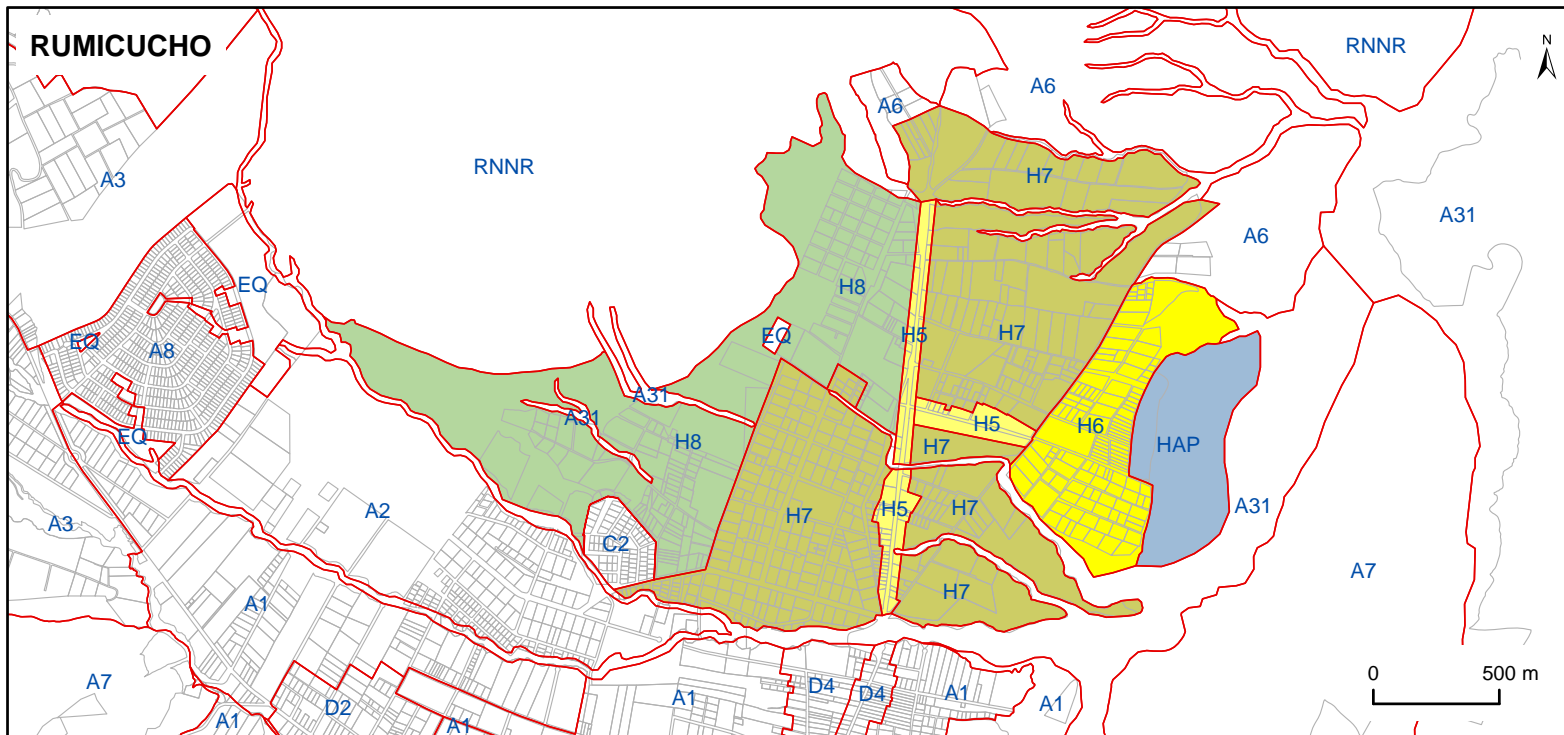 RUMICUCHO
N
RNNR
A6
A6
A3
RNNR
H7
A31
A6
EQ
H8
EQ
A8
EQ
H5
H7
A31
A31
H8
H5
H6
H7
HAP
EQ
A3
A2
C2
H7
H5
H7
A31
A1
H7
A7
A7
0
500 m
A1
D2
A1
A1
D4
D4
A1
A1